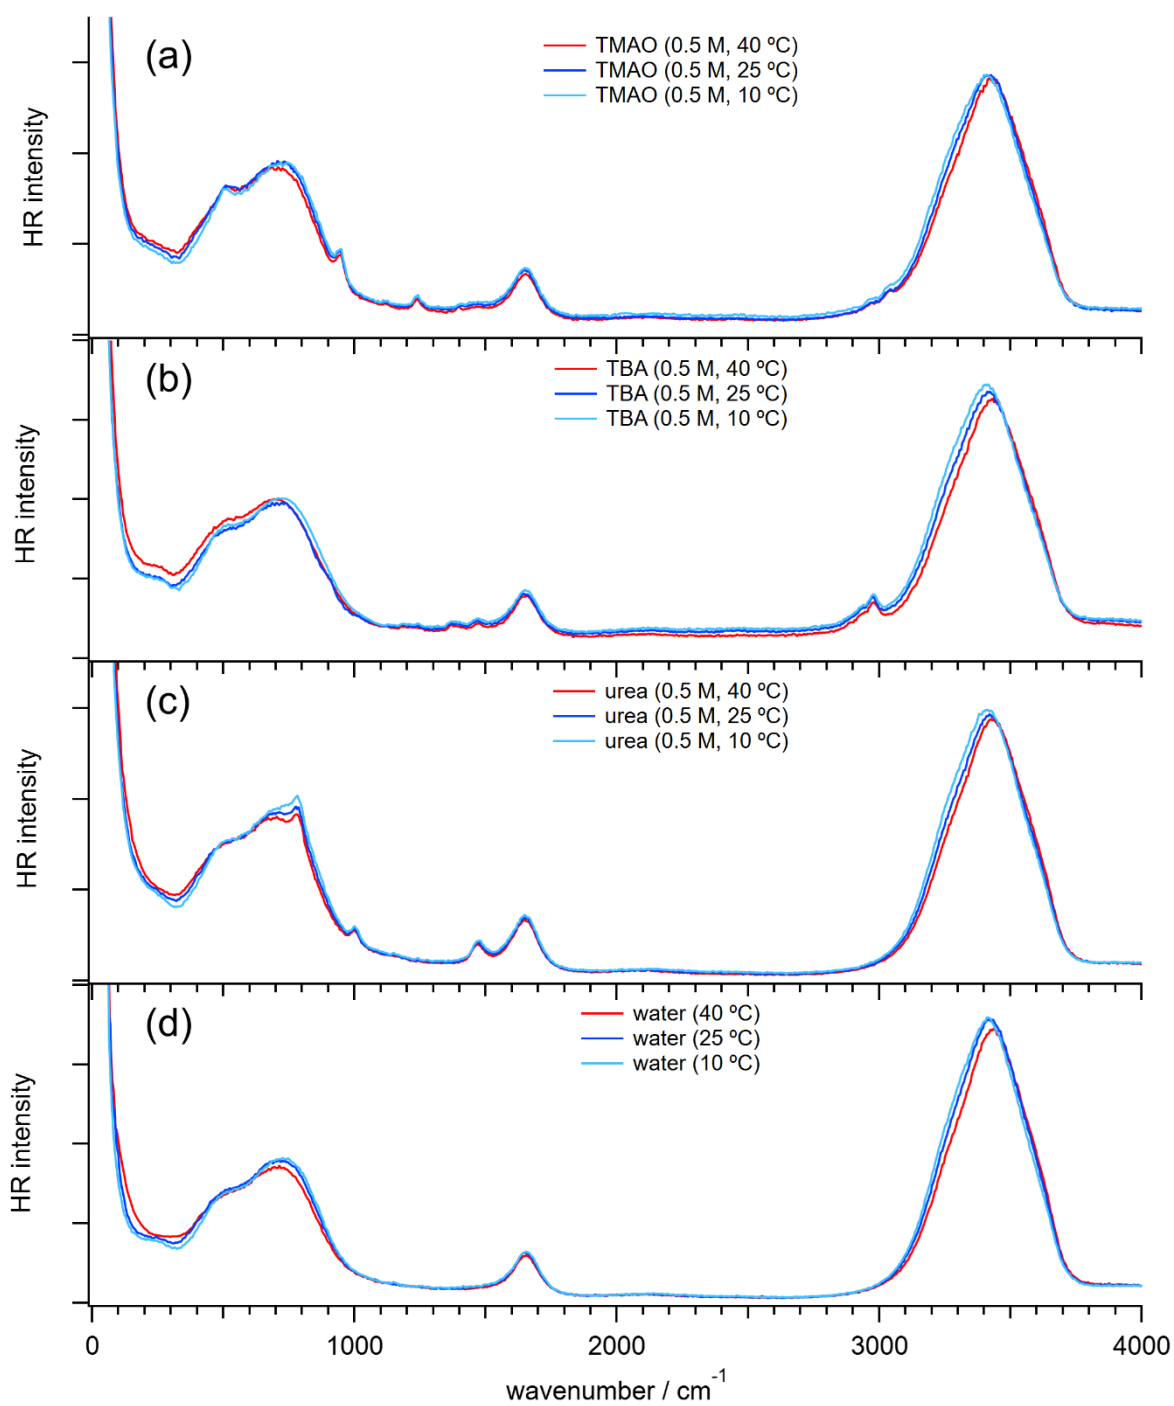 (a)
TMAO (0.5 M, 40 ºC)
TMAO (0.5 M, 25 ºC)
TMAO (0.5 M, 10 ºC)
HR intensity
(b)
TBA (0.5 M, 40 ºC)
TBA (0.5 M, 25 ºC)
TBA (0.5 M, 10 ºC)
HR intensity
(c)
urea (0.5 M, 40 ºC)
urea (0.5 M, 25 ºC)
urea (0.5 M, 10 ºC)
HR intensity
(d)
water (40 ºC)
water (25 ºC)
water (10 ºC)
HR intensity
0 1000 2000 3000 4000
wavenumber / cm⁻¹